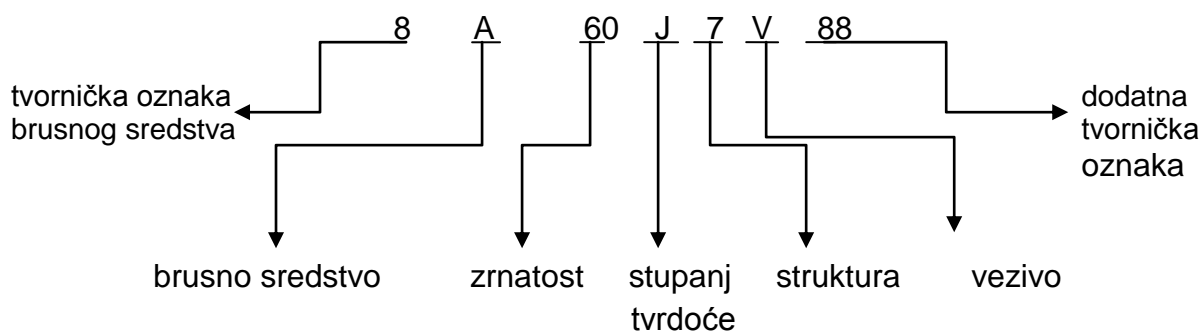 8 A 60 J 7 V 88
tvornička oznaka
brusnog sredstva
dodatna
tvornička
oznaka
brusno sredstvo zrnatost stupanj struktura vezivo
tvrdoće